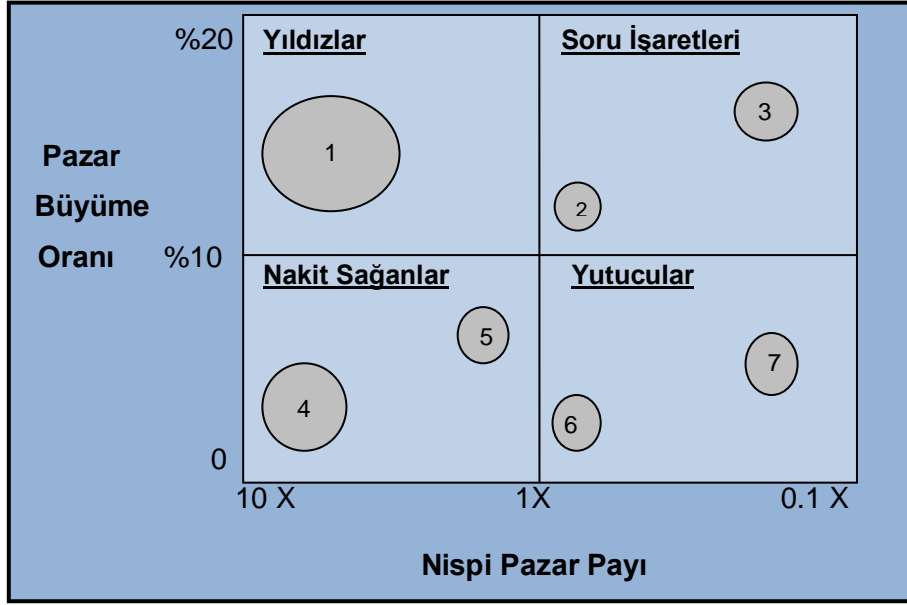 %20
Yıldızlar
Soru İşaretleri
3
1
Pazar
Büyüme
Oranı
2
%10
Nakit Sağanlar
Yutucular
5
7
4
6
0
10 X
1X
0.1 X
Nispi Pazar Payı